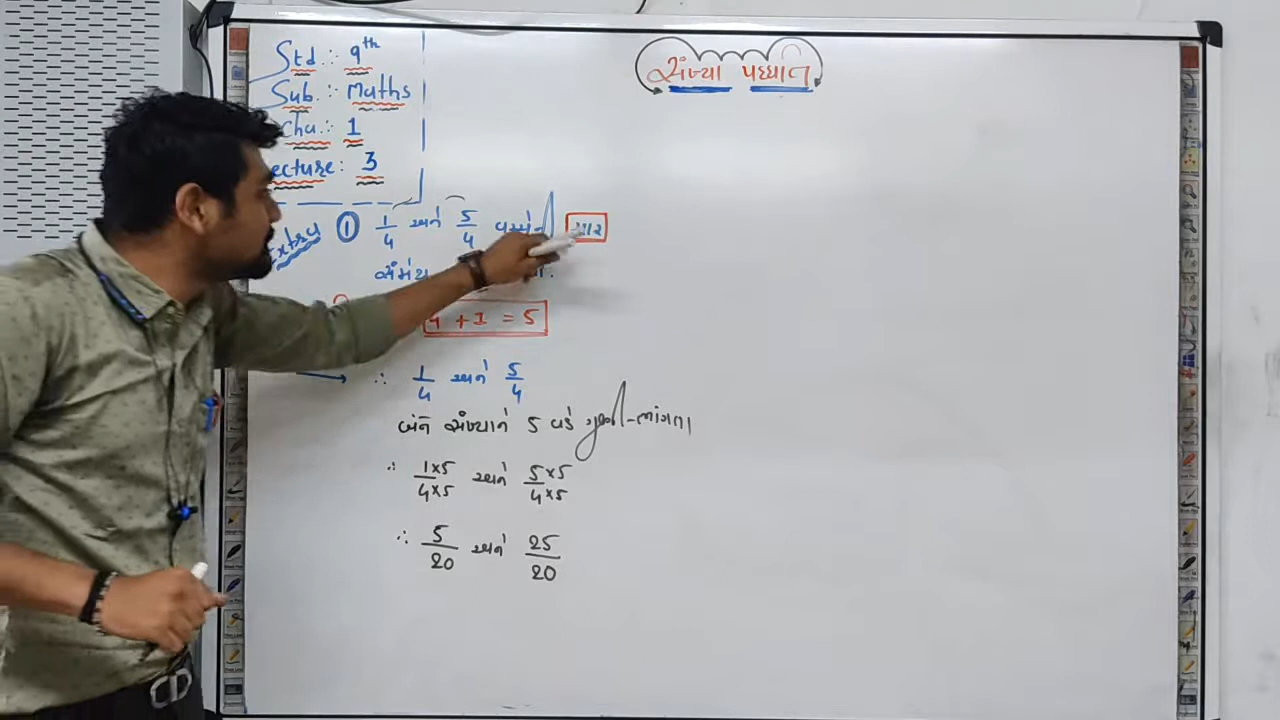 સંખ્યા પદ્ધતિ
Std.: 9th
Sub.: Maths
cha.: 1
ecture: 3
Extra ① 1/4 અને 5/4 વચ્ચેની ચાર
4 + 1 = 5
∴ 1/4 અને 5/4
બંને સંખ્યાને 5 વડે ગુણી-ભાંગતા
∴ 1×5/4×5 અને 5×5/4×5
∴ 5/20 અને 25/20